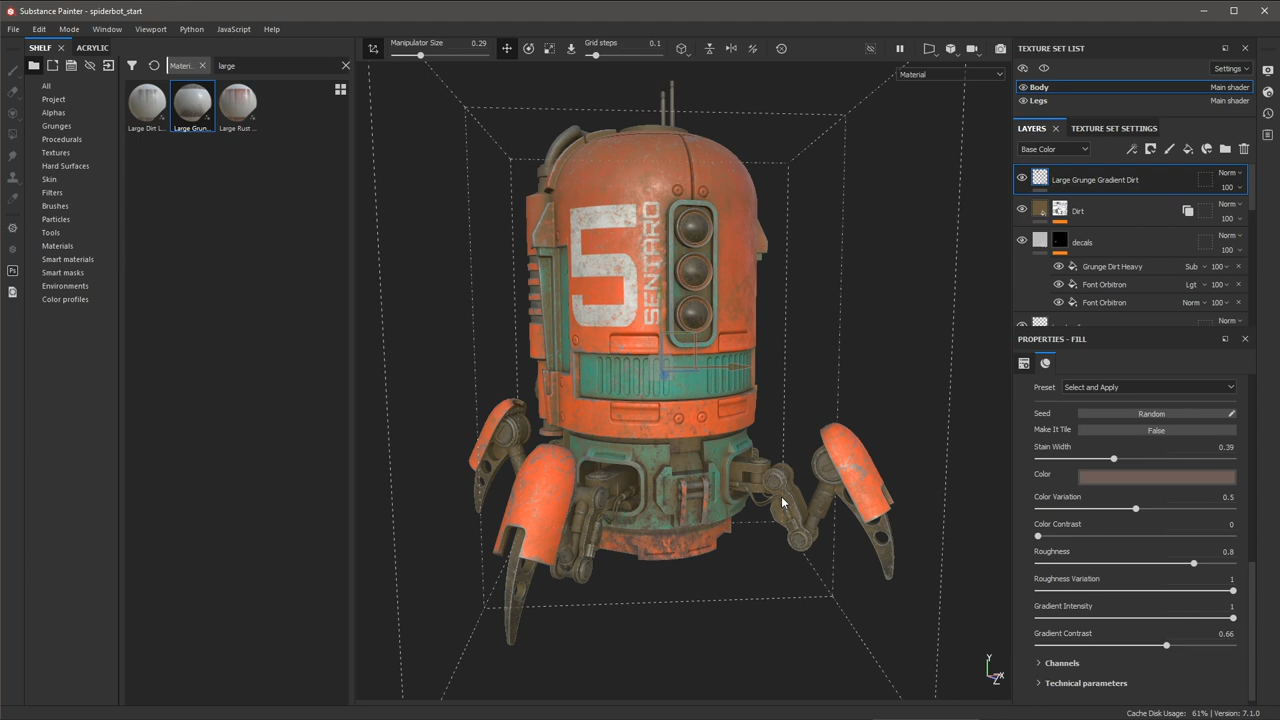 Substance Painter - spiderbot_start
File Edit Mode Window Viewport Python JavaScript Help
SHELF ACRYLIC
Manipulator Size 0.29
Grid steps 0.1
Materi... large
All
Project
Alphas
Grunges
Procedurals
Textures
Hard Surfaces
Skin
Filters
Brushes
Particles
Tools
Materials
Smart materials
Smart masks
Environments
Color profiles
Large Dirt L... Large Grun... Large Rust ...
Material
5
SENTARO
Y
X
Z
TEXTURE SET LIST
Settings
Body Main shader
Legs Main shader
LAYERS TEXTURE SET SETTINGS
Base Color
Large Grunge Gradient Dirt Norm 100
Dirt Norm 100
decals Norm 100
Grunge Dirt Heavy Sub 100
Font Orbitron Lgt 100
Font Orbitron Norm 100
Norm
PROPERTIES - FILL
Preset Select and Apply
Seed Random
Make It Tile False
Stain Width 0.39
Color
Color Variation 0.5
Color Contrast 0
Roughness 0.8
Roughness Variation 1
Gradient Intensity 1
Gradient Contrast 0.66
Channels
Technical parameters
Ps
Cache Disk Usage: 61% | Version: 7.1.0